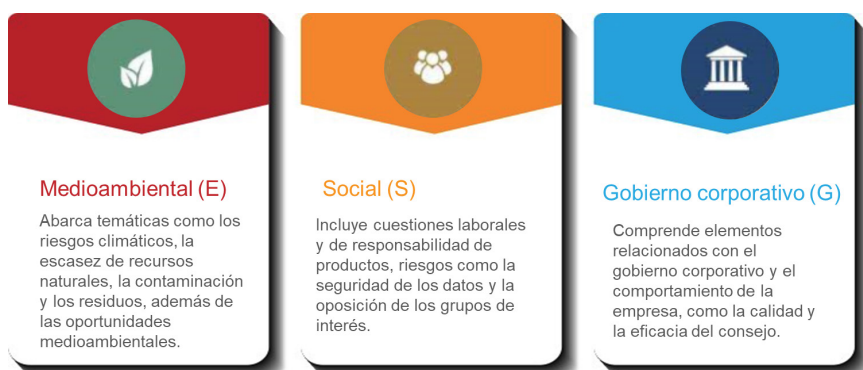 Medioambiental (E)
Abarca temáticas como los
riesgos climáticos, la
escasez de recursos
naturales, la contaminación
y los residuos, además de
las oportunidades
medioambientales.
Social (S)
Incluye cuestiones laborales
y de responsabilidad de
productos, riesgos como la
seguridad de los datos y la
oposición de los grupos de
interés.
Gobierno corporativo (G)
Comprende elementos
relacionados con el
gobierno corporativo y el
comportamiento de la
empresa, como la calidad y
la eficacia del consejo.